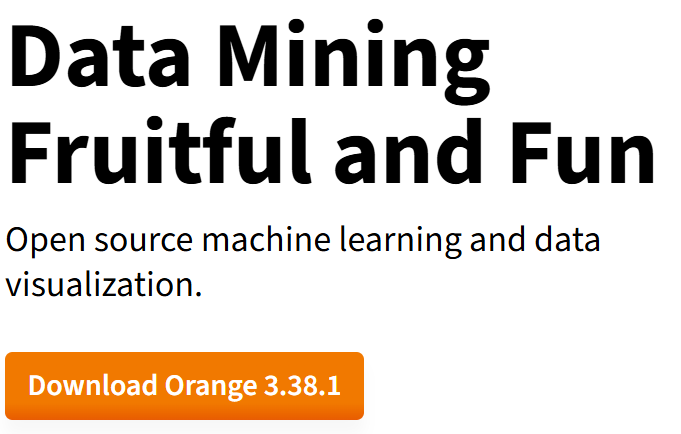 Data Mining
Fruitful and Fun
Open source machine learning and data
visualization.
Download Orange 3.38.1